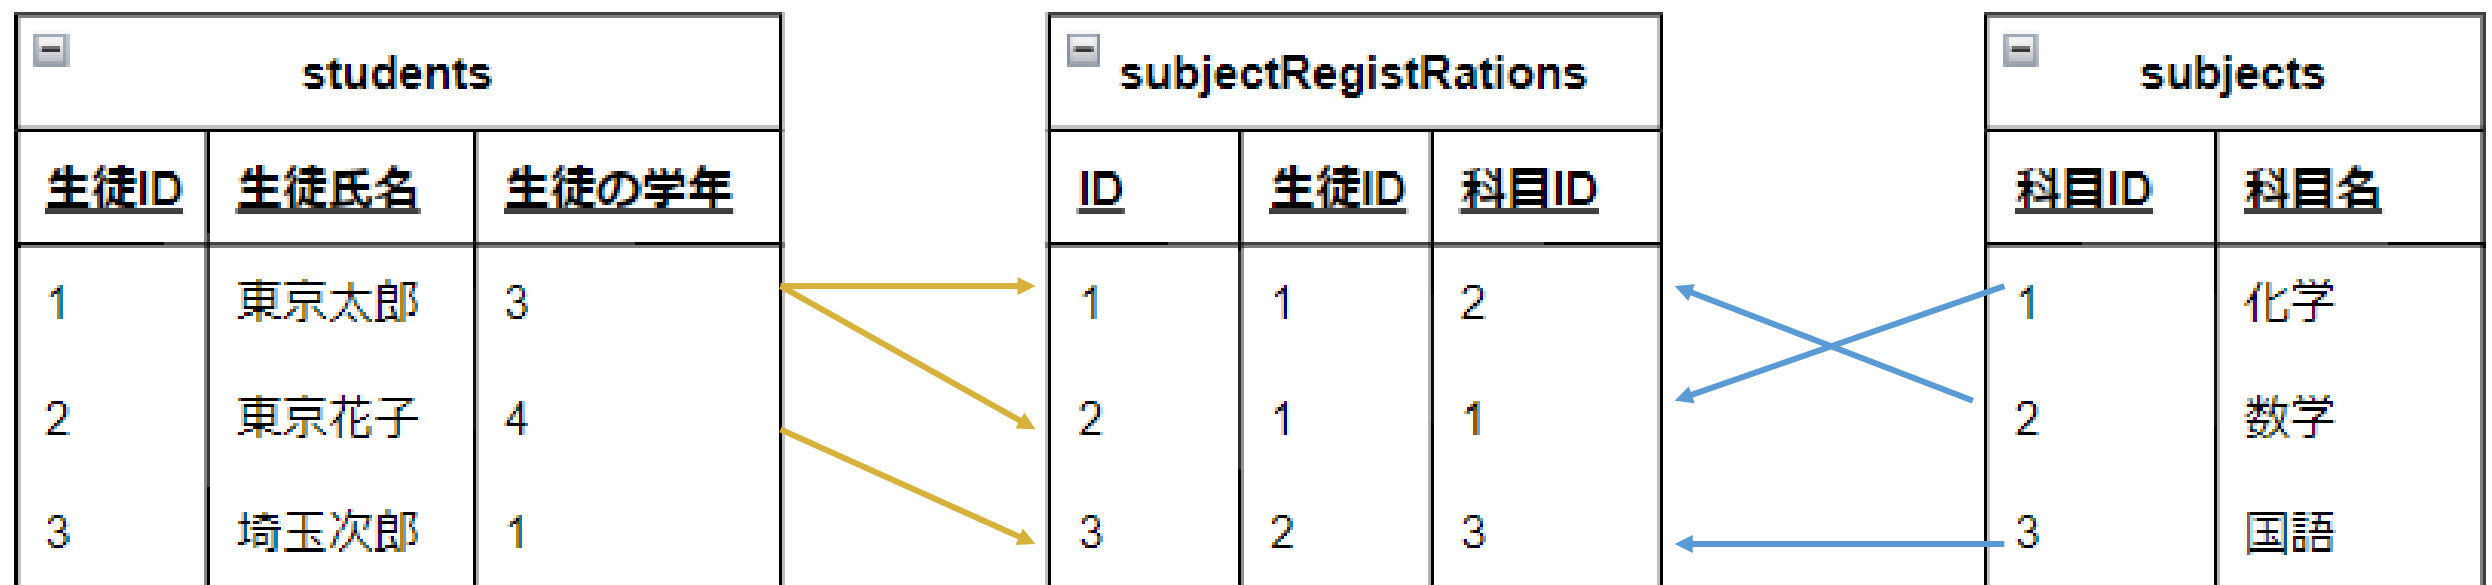 students
生徒ID 生徒氏名 生徒の学年
1 東京太郎 3
2 東京花子 4
3 埼玉次郎 1
subjectRegistRations
ID 生徒ID 科目ID
1 1 2
2 1 1
3 2 3
subjects
科目ID 科目名
1 化学
2 数学
3 国語